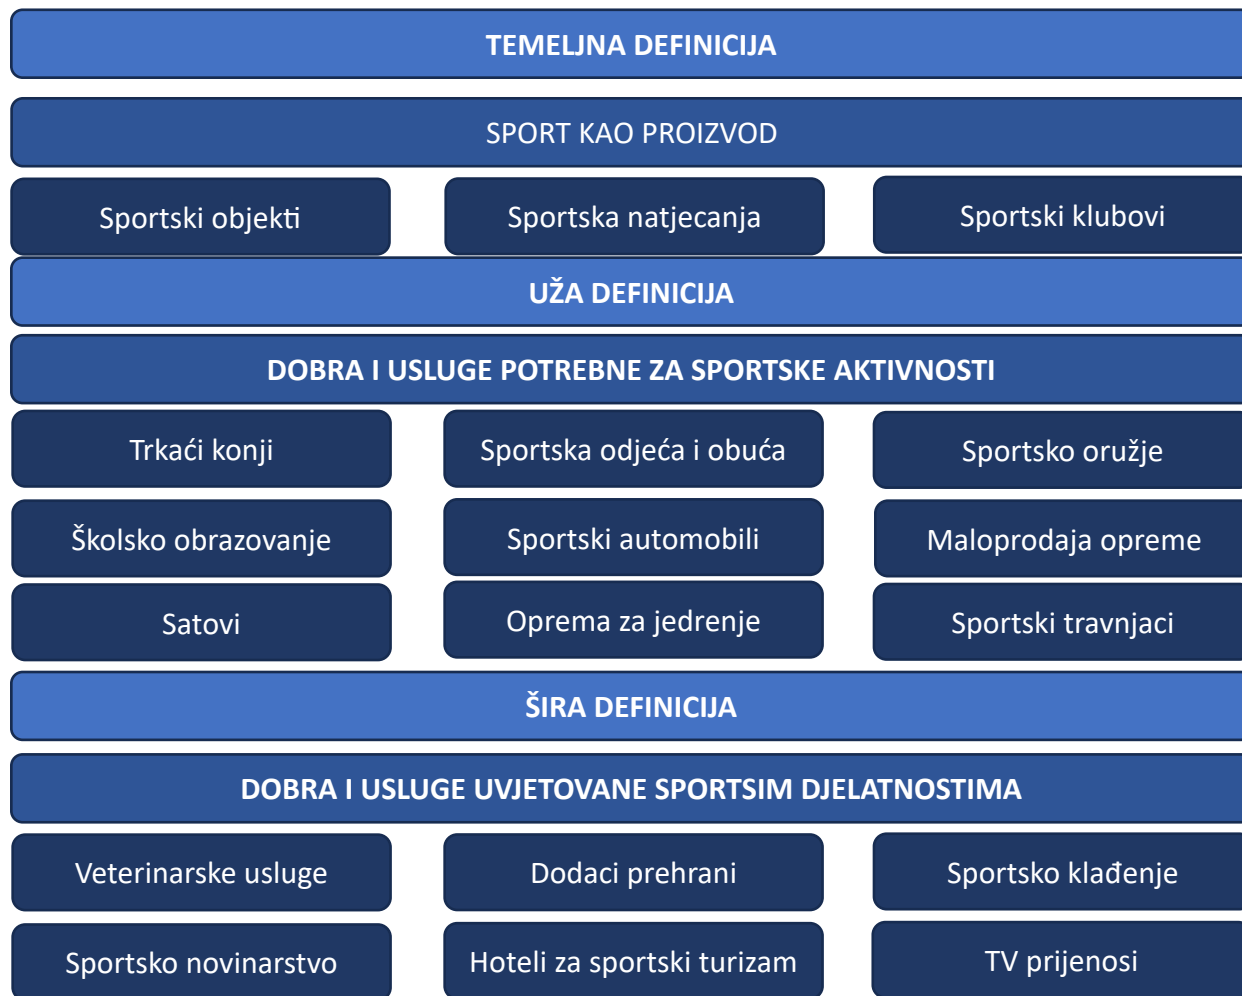 TEMELJNA DEFINICIJA
SPORT KAO PROIZVOD
Sportski objekti
Sportska natjecanja
Sportski klubovi
UŽA DEFINICIJA
DOBRA I USLUGE POTREBNE ZA SPORTSKE AKTIVNOSTI
Trkaći konji
Sportska odjeća i obuća
Sportsko oružje
Školsko obrazovanje
Sportski automobili
Maloprodaja opreme
Satovi
Oprema za jedrenje
Sportski travnjaci
ŠIRA DEFINICIJA
DOBRA I USLUGE UVJETOVANE SPORTSIM DJELATNOSTIMA
Veterinarske usluge
Dodaci prehrani
Sportsko klađenje
Sportsko novinarstvo
Hoteli za sportski turizam
TV prijenosi